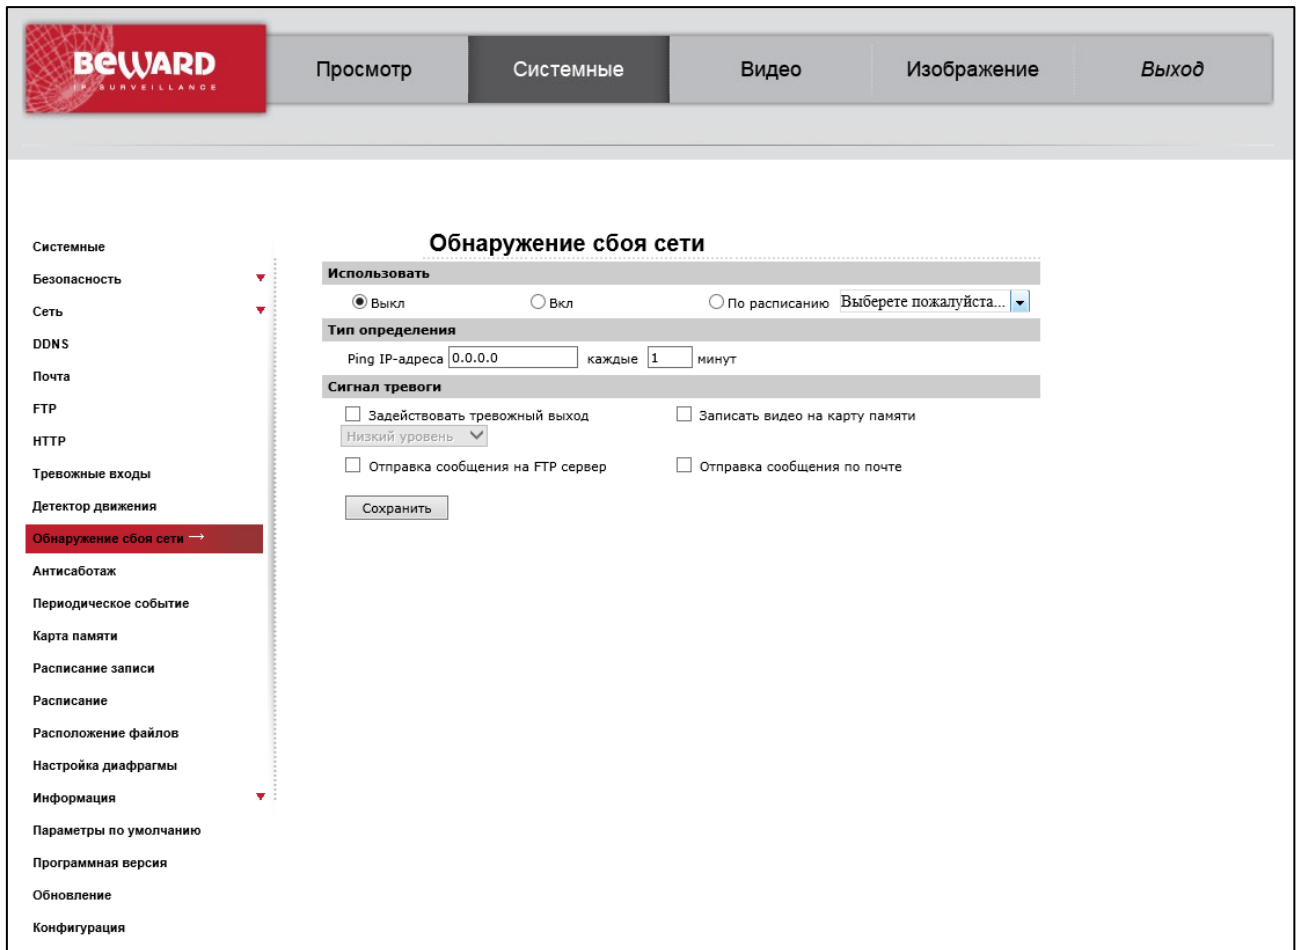 BEWARD
IP SURVEILLANCE
Просмотр Системные Видео Изображение Выход
Обнаружение сбоя сети
Использовать
Выкл Вкл По расписанию Выберете пожалуйста...
Тип определения
Ping IP-адреса 0.0.0.0 каждые 1 минут
Сигнал тревоги
Задействовать тревожный выход Записать видео на карту памяти
Низкий уровень
Отправка сообщения на FTP сервер Отправка сообщения по почте
Сохранить
Системные
Безопасность
Сеть
DDNS
Почта
FTP
HTTP
Тревожные входы
Детектор движения
Обнаружение сбоя сети →
Антисаботаж
Периодическое событие
Карта памяти
Расписание записи
Расписание
Расположение файлов
Настройка диафрагмы
Информация
Параметры по умолчанию
Программная версия
Обновление
Конфигурация